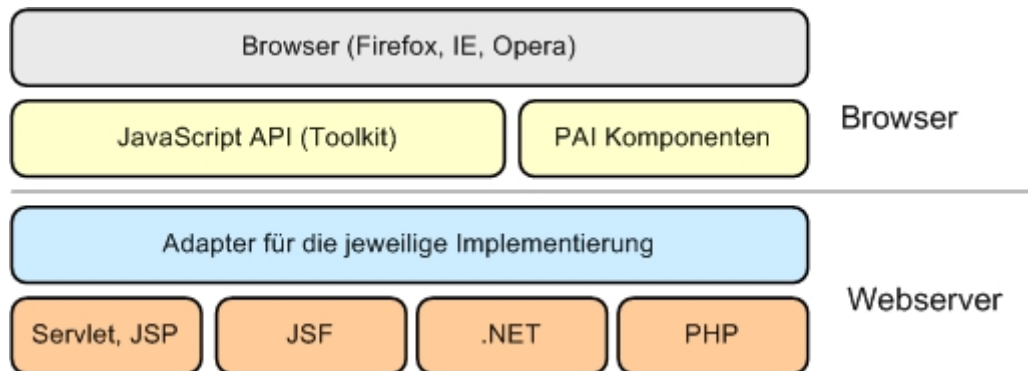 Browser (Firefox, IE, Opera)
JavaScript API (Toolkit)
PAI Komponenten
Browser
Adapter für die jeweilige Implementierung
Servlet, JSP
JSF
.NET
PHP
Webserver